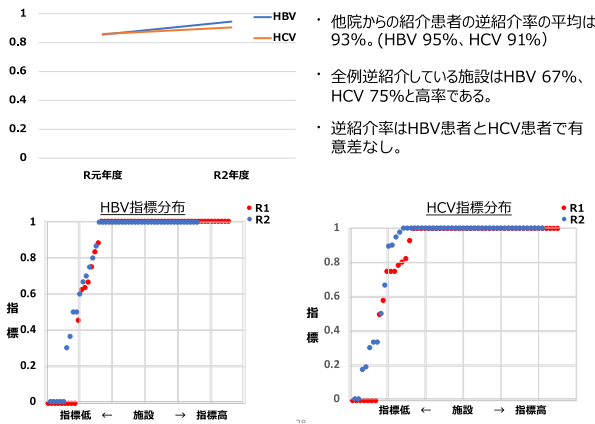 1
0.8
0.6
0.4
0.2
0
HBV
HCV
R元年度
R2年度
・ 他院からの紹介患者の逆紹介率の平均は
93%。(HBV 95%、HCV 91%)
・ 全例逆紹介している施設はHBV 67%、
HCV 75%と高率である。
・ 逆紹介率はHBV患者とHCV患者で有
意差なし。
HBV指標分布
R1
R2
1
0.8
0.6
0.4
0.2
0
指標
指標低 ← 施設 → 指標高
HCV指標分布
R1
R2
1
0.8
0.6
0.4
0.2
0
指標
指標低 ← 施設 → 指標高